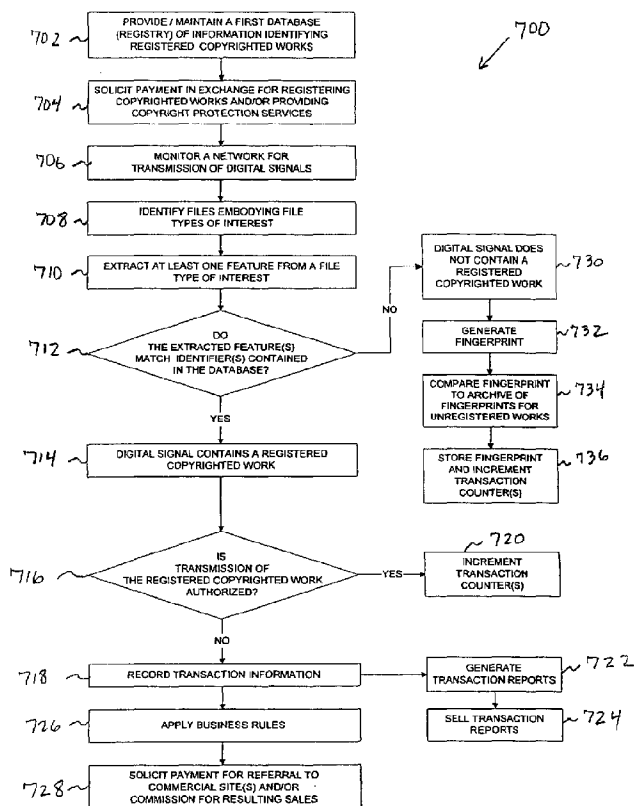 700
702
PROVIDE / MAINTAIN A FIRST DATABASE
(REGISTRY) OF INFORMATION IDENTIFYING
REGISTERED COPYRIGHTED WORKS
704
SOLICIT PAYMENT IN EXCHANGE FOR REGISTERING
COPYRIGHTED WORKS AND/OR PROVIDING
COPYRIGHT PROTECTION SERVICES
706
MONITOR A NETWORK FOR
TRANSMISSION OF DIGITAL SIGNALS
708
IDENTIFY FILES EMBODYING FILE
TYPES OF INTEREST
710
EXTRACT AT LEAST ONE FEATURE FROM A FILE
TYPE OF INTEREST
712
DO
THE EXTRACTED FEATURE(S)
MATCH IDENTIFIER(S) CONTAINED
IN THE DATABASE?
NO
DIGITAL SIGNAL DOES
NOT CONTAIN A
REGISTERED
COPYRIGHTED WORK
730
GENERATE
FINGERPRINT
732
COMPARE FINGERPRINT
TO ARCHIVE OF
FINGERPRINTS FOR
UNREGISTERED WORKS
734
STORE FINGERPRINT
AND INCREMENT
TRANSACTION
COUNTER(S)
736
YES
714
DIGITAL SIGNAL CONTAINS A REGISTERED
COPYRIGHTED WORK
716
IS
TRANSMISSION OF
THE REGISTERED COPYRIGHTED WORK
AUTHORIZED?
YES
720
INCREMENT
TRANSACTION
COUNTER(S)
NO
718
RECORD TRANSACTION INFORMATION
GENERATE
TRANSACTION REPORTS
722
SELL TRANSACTION
REPORTS
724
726
APPLY BUSINESS RULES
728
SOLICIT PAYMENT FOR REFERRAL TO
COMMERCIAL SITE(S) AND/OR
COMMISSION FOR RESULTING SALES